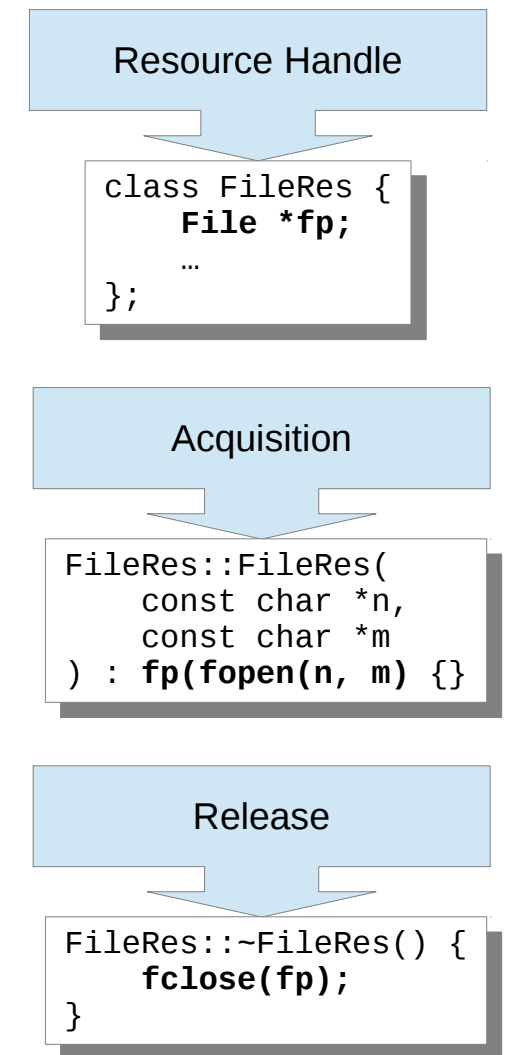 Resource Handle
class FileRes {
    File *fp;
    …
};
Acquisition
FileRes::FileRes(
    const char *n,
    const char *m
) : fp(fopen(n, m) {}
Release
FileRes::~FileRes() {
    fclose(fp);
}